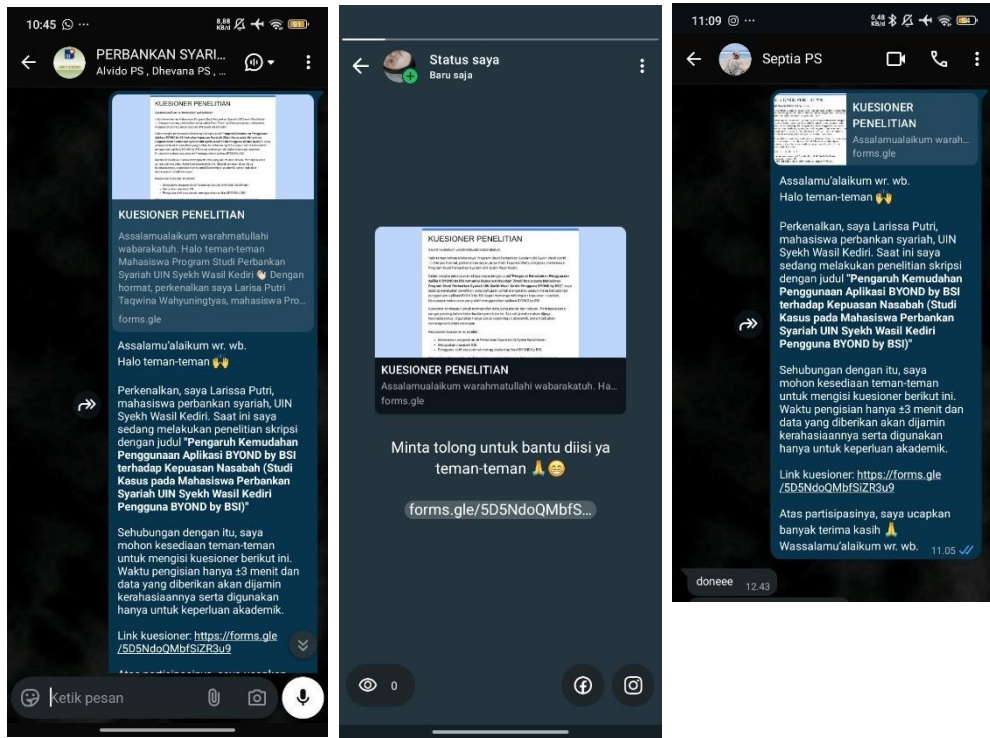 10:45
8,88 KB/d
91
PERBANKAN SYARI...
Alvido PS , Dhevana PS , ...
KUESIONER PENELITIAN
KUESIONER PENELITIAN
Assalamualaikum warahmatullahi
wabarakatuh. Halo teman-teman
Mahasiswa Program Studi Perbankan
Syariah UIN Syekh Wasil Kediri 👋🏻 Dengan
hormat, perkenalkan saya Larisa Putri
Taqwina Wahyuningtyas, mahasiswa Pro...
forms.gle
Assalamu'alaikum wr. wb.
Halo teman-teman 🙌
Perkenalkan, saya Larissa Putri,
mahasiswa perbankan syariah, UIN
Syekh Wasil Kediri. Saat ini saya
sedang melakukan penelitian skripsi
dengan judul "Pengaruh Kemudahan
Penggunaan Aplikasi BYOND by BSI
terhadap Kepuasan Nasabah (Studi
Kasus pada Mahasiswa Perbankan
Syariah UIN Syekh Wasil Kediri
Pengguna BYOND by BSI)"
Sehubungan dengan itu, saya
mohon kesediaan teman-teman
untuk mengisi kuesioner berikut ini.
Waktu pengisian hanya ±3 menit dan
data yang diberikan akan dijamin
kerahasiaannya serta digunakan
hanya untuk keperluan akademik.
Link kuesioner: https://forms.gle
/5D5NdoQMbfSiZR3u9
Ketik pesan
Status saya
Baru saja
KUESIONER PENELITIAN
KUESIONER PENELITIAN
Assalamualaikum warahmatullahi wabarakatuh. Ha...
forms.gle
Minta tolong untuk bantu diisi ya
teman-teman 🙏😁
forms.gle/5D5NdoQMbfS...
0
11:09
0,48 KB/d
54
Septia PS
KUESIONER
PENELITIAN
Assalamualaikum warah...
forms.gle
Assalamu'alaikum wr. wb.
Halo teman-teman 🙌
Perkenalkan, saya Larissa Putri,
mahasiswa perbankan syariah, UIN
Syekh Wasil Kediri. Saat ini saya
sedang melakukan penelitian skripsi
dengan judul "Pengaruh Kemudahan
Penggunaan Aplikasi BYOND by BSI
terhadap Kepuasan Nasabah (Studi
Kasus pada Mahasiswa Perbankan
Syariah UIN Syekh Wasil Kediri
Pengguna BYOND by BSI)"
Sehubungan dengan itu, saya
mohon kesediaan teman-teman
untuk mengisi kuesioner berikut ini.
Waktu pengisian hanya ±3 menit dan
data yang diberikan akan dijamin
kerahasiaannya serta digunakan
hanya untuk keperluan akademik.
Link kuesioner: https://forms.gle
/5D5NdoQMbfSiZR3u9
Atas partisipasinya, saya ucapkan
banyak terima kasih 🙏
Wassalamu'alaikum wr. wb. 11.05
doneee 12.43